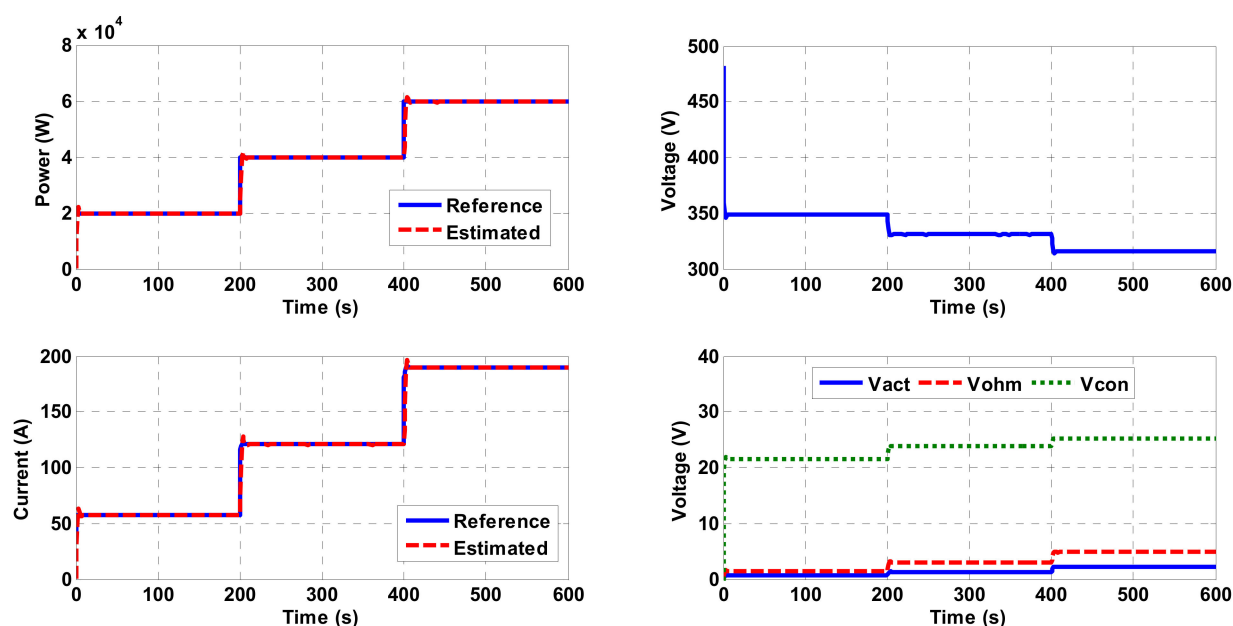 x 10^4
8
6
4
2
0
Power (W)
0 100 200 300 400 500 600
Time (s)
Reference
Estimated
500
450
400
350
300
Voltage (V)
0 100 200 300 400 500 600
Time (s)
200
150
100
50
0
Current (A)
0 100 200 300 400 500 600
Time (s)
Reference
Estimated
40
30
20
10
0
Voltage (V)
0 100 200 300 400 500 600
Time (s)
Vact Vohm Vcon